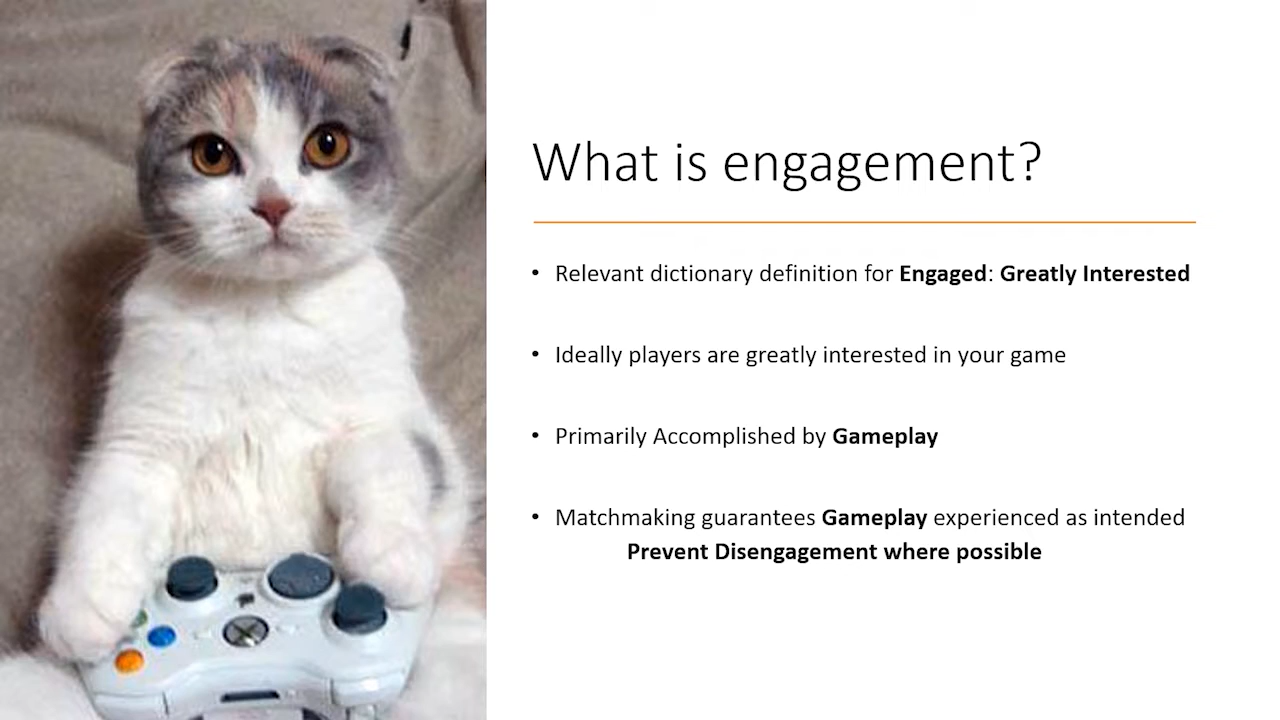 What is engagement?
• Relevant dictionary definition for Engaged: Greatly Interested
• Ideally players are greatly interested in your game
• Primarily Accomplished by Gameplay
• Matchmaking guarantees Gameplay experienced as intended
Prevent Disengagement where possible